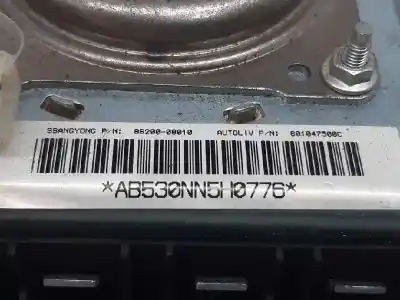 SSANGYONG P/N: 86200-08010 AUTOLIV P/N: 601047500C
*AB530NN5H0776*